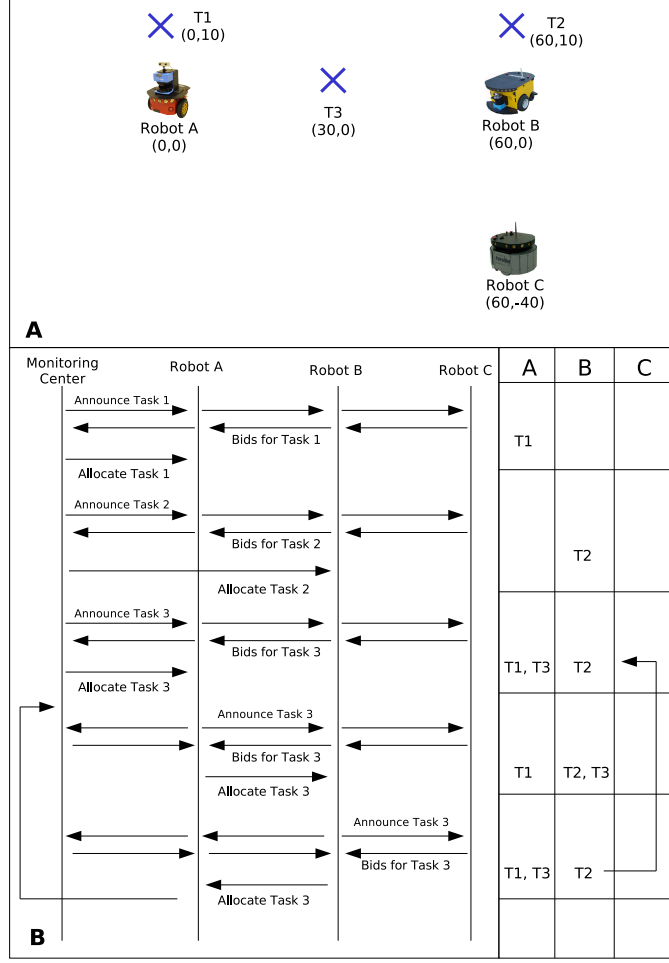 T1
(0,10)
T2
(60,10)
Robot A
(0,0)
T3
(30,0)
Robot B
(60,0)
Robot C
(60,-40)
A
Monitoring
Center
Robot A
Robot B
Robot C
A
B
C
Announce Task 1
Bids for Task 1
T1
Allocate Task 1
Announce Task 2
Bids for Task 2
T2
Allocate Task 2
Announce Task 3
Bids for Task 3
T1, T3
T2
Allocate Task 3
Announce Task 3
Bids for Task 3
T1
T2, T3
Allocate Task 3
Announce Task 3
Bids for Task 3
T1, T3
T2
Allocate Task 3
B